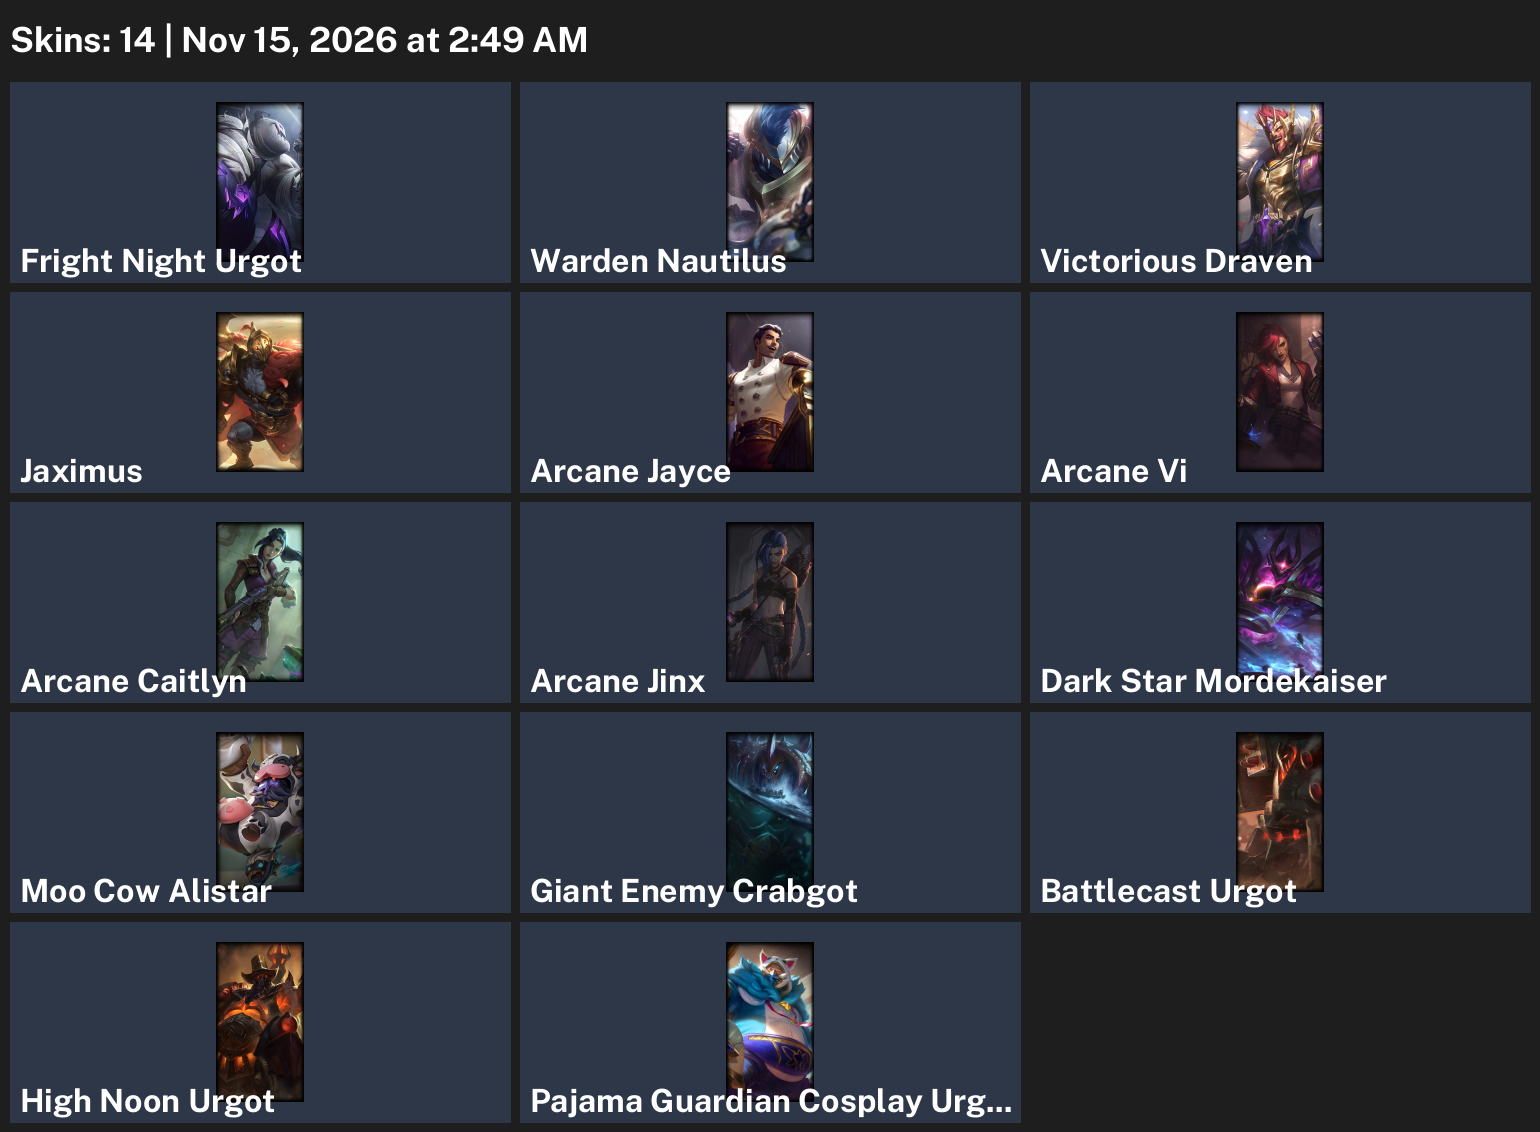 Skins: 14 | Nov 15, 2026 at 2:49 AM
Fright Night Urgot
Warden Nautilus
Victorious Draven
Jaximus
Arcane Jayce
Arcane Vi
Arcane Caitlyn
Arcane Jinx
Dark Star Mordekaiser
Moo Cow Alistar
Giant Enemy Crabgot
Battlecast Urgot
High Noon Urgot
Pajama Guardian Cosplay Urg...